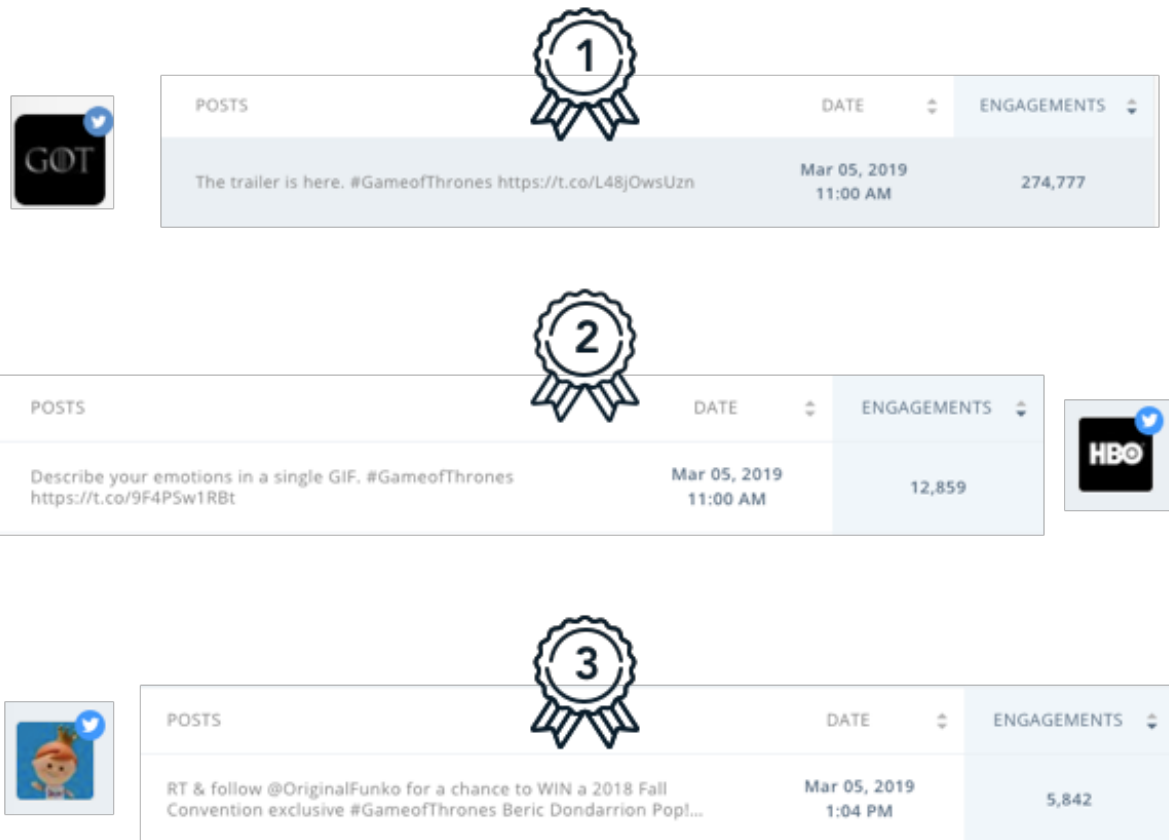 1
POSTS
DATE
ENGAGEMENTS
GOT
The trailer is here. #GameofThrones https://t.co/L48jOwsUzn
Mar 05, 2019
11:00 AM
274,777
2
POSTS
DATE
ENGAGEMENTS
Describe your emotions in a single GIF. #GameofThrones
https://t.co/9F4PSw1RBt
Mar 05, 2019
11:00 AM
12,859
HBO
3
POSTS
DATE
ENGAGEMENTS
RT & follow @OriginalFunko for a chance to WIN a 2018 Fall
Convention exclusive #GameofThrones Beric Dondarrion Pop!...
Mar 05, 2019
1:04 PM
5,842